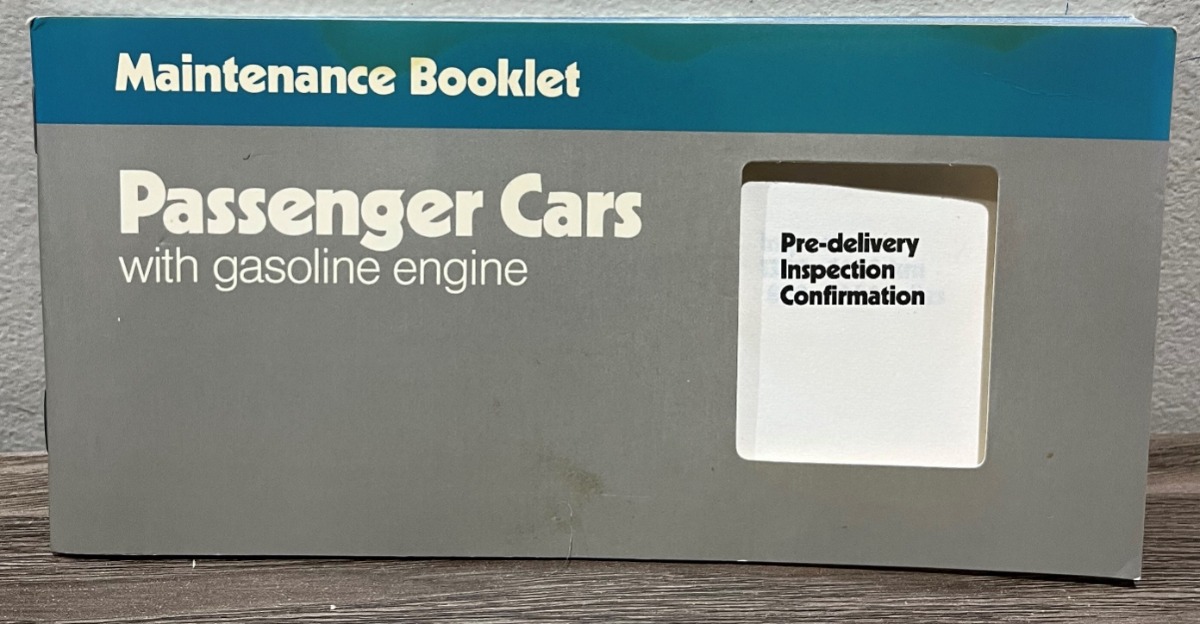 Maintenance Booklet
Passenger Cars
with gasoline engine
Pre-delivery
Inspection
Confirmation